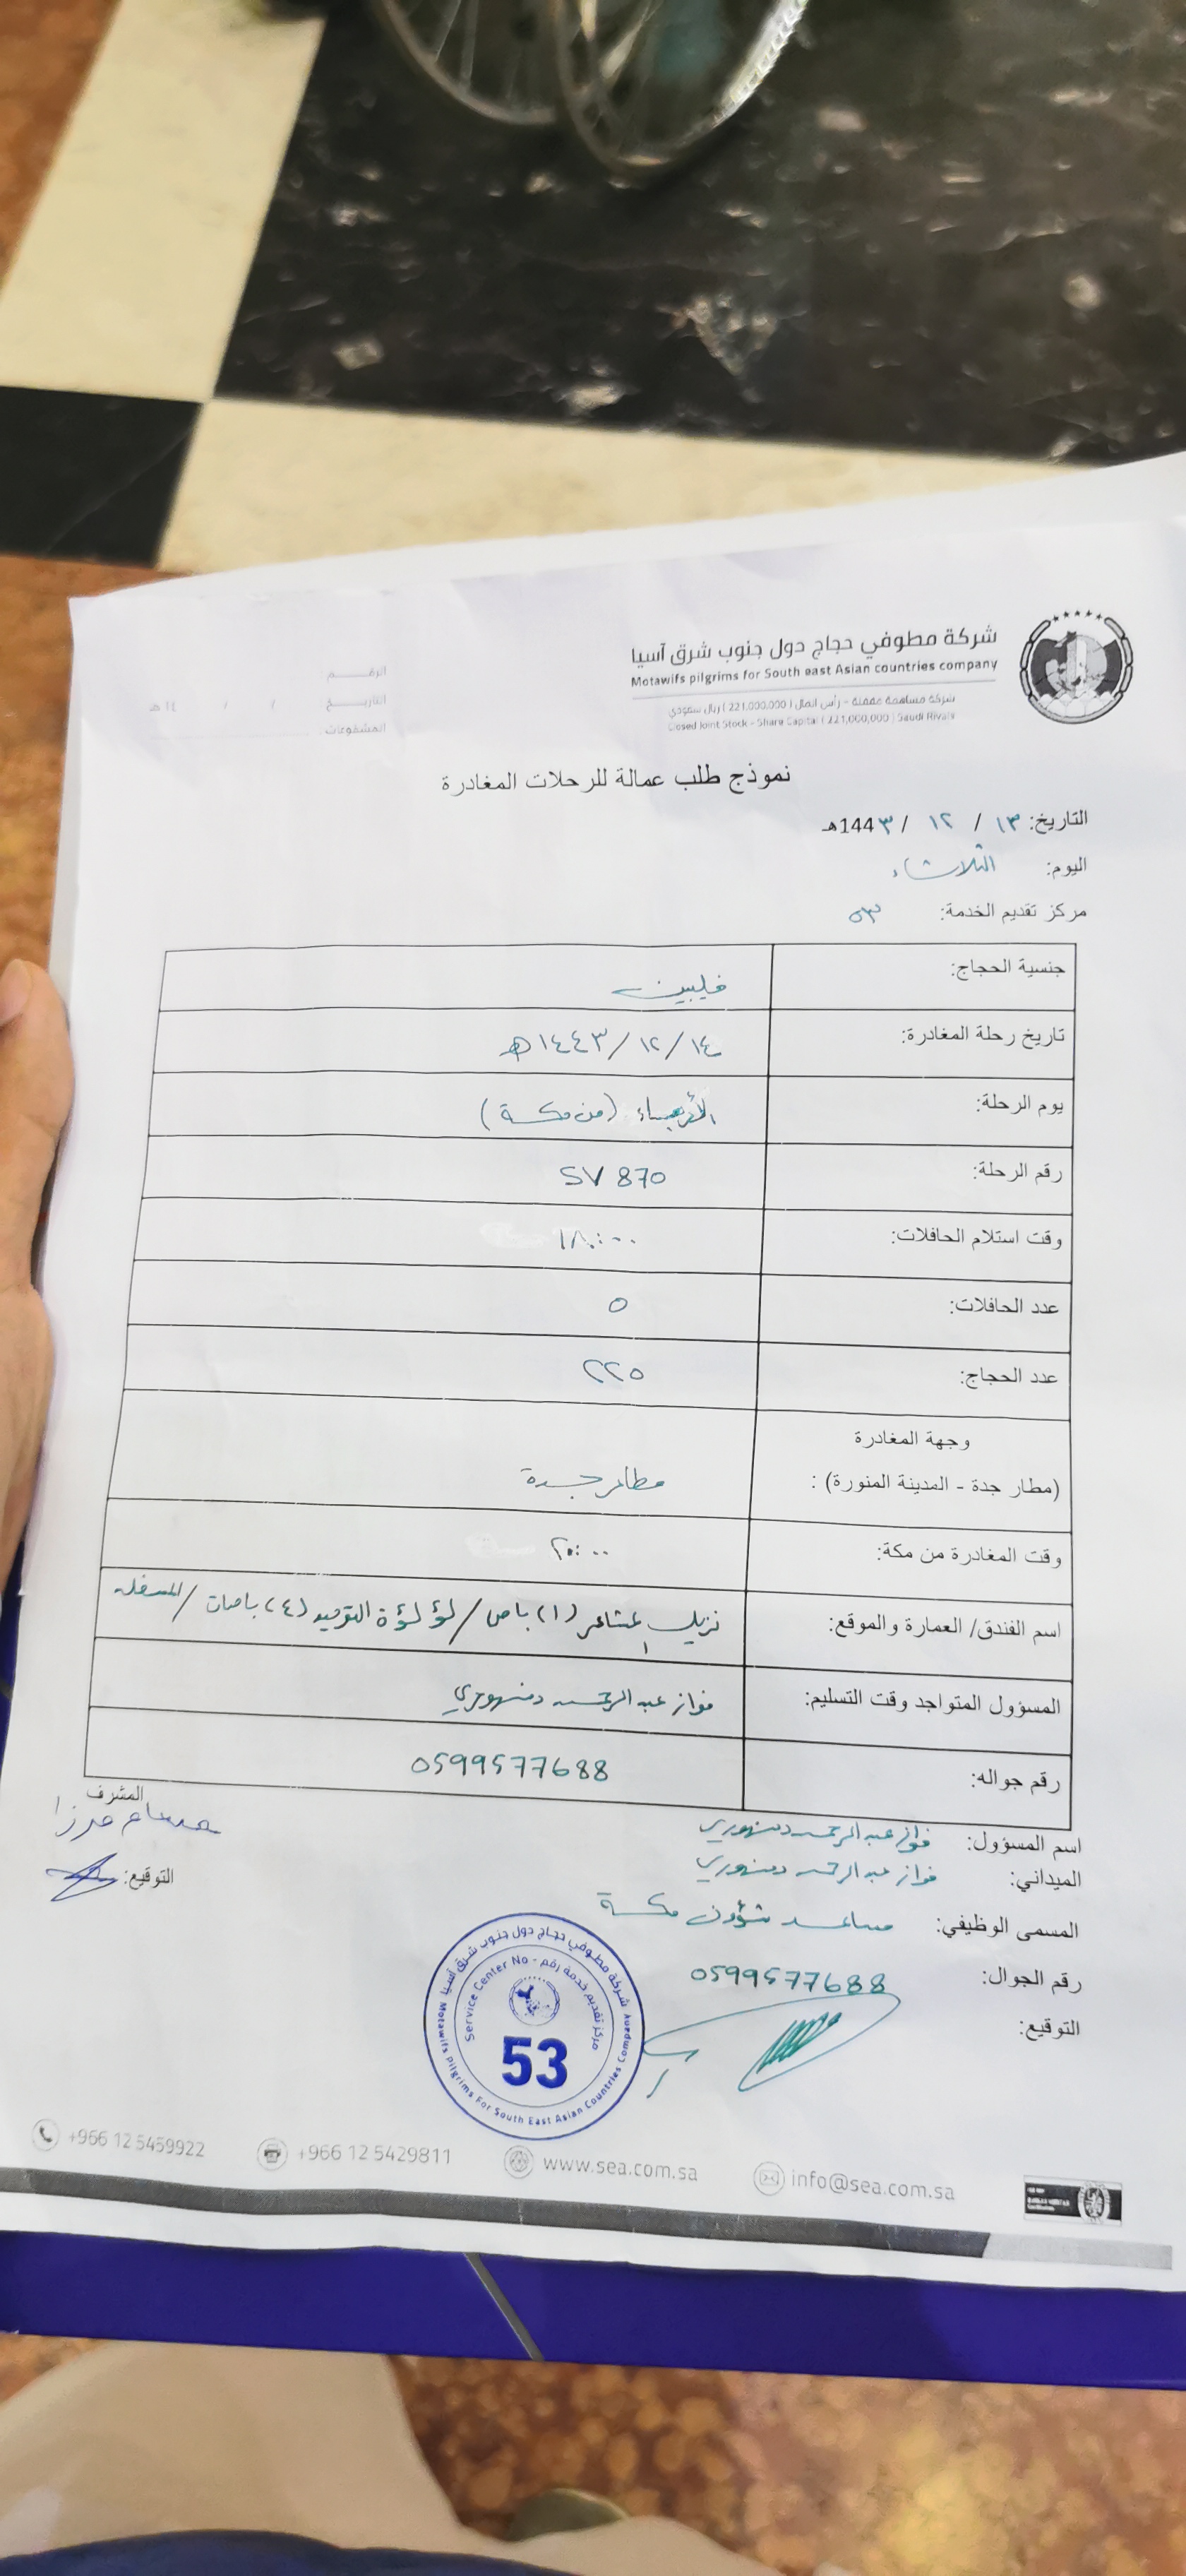 شركة مطوفي حجاج دول جنوب شرق آسيا
Motawifs pilgrims for South east Asian countries company
شركة مساهمة مقفلة - رأس المال ( 221,000,000 ) ريال سعودي
Closed Joint Stock - Share Capital ( 221,000,000 ) Saudi Riyals
الرقـــــــم
التاريـــــخ / / ١٤ هـ
المشفوعات
نموذج طلب عمالة للرحلات المغادرة
التاريخ: ١٣ / ١٢ / 144٣هـ
اليوم: الثلاثاء
مركز تقديم الخدمة: ٥٣
جنسية الحجاج: فليبين
تاريخ رحلة المغادرة: ١٤ / ١٢ / ١٤٤٣ هـ
يوم الرحلة: الأربعاء (من مكة)
رقم الرحلة: SV 870
وقت استلام الحافلات: ١٨:٠٠
عدد الحافلات: ٥
عدد الحجاج: ٢٢٥
وجهة المغادرة
(مطار جدة - المدينة المنورة) : مطار جدة
وقت المغادرة من مكة: ٢٠:٠٠
اسم الفندق/ العمارة والموقع: نزيل المشاعر (١) باص / لؤلؤة التوحيد (٤) باصات / المسفلة
المسؤول المتواجد وقت التسليم: فواز عبد الرحمن دمنهوري
رقم جواله: 0599577688
المشرف
حسام مرزا
التوقيع:
اسم المسؤول: فواز عبد الرحمن دمنهوري
الميداني: فواز عبد الرحمن دمنهوري
المسمى الوظيفي: مساعد شؤون مكة
رقم الجوال: 0599577688
التوقيع:
شركة مطوفي حجاج دول جنوب شرق آسيا
Motawifs Pilgrims For South East Asian Countries Company
مركز تقديم خدمة رقم - Service Center No
53
+966 12 5459922
+966 12 5429811
www.sea.com.sa
info@sea.com.sa